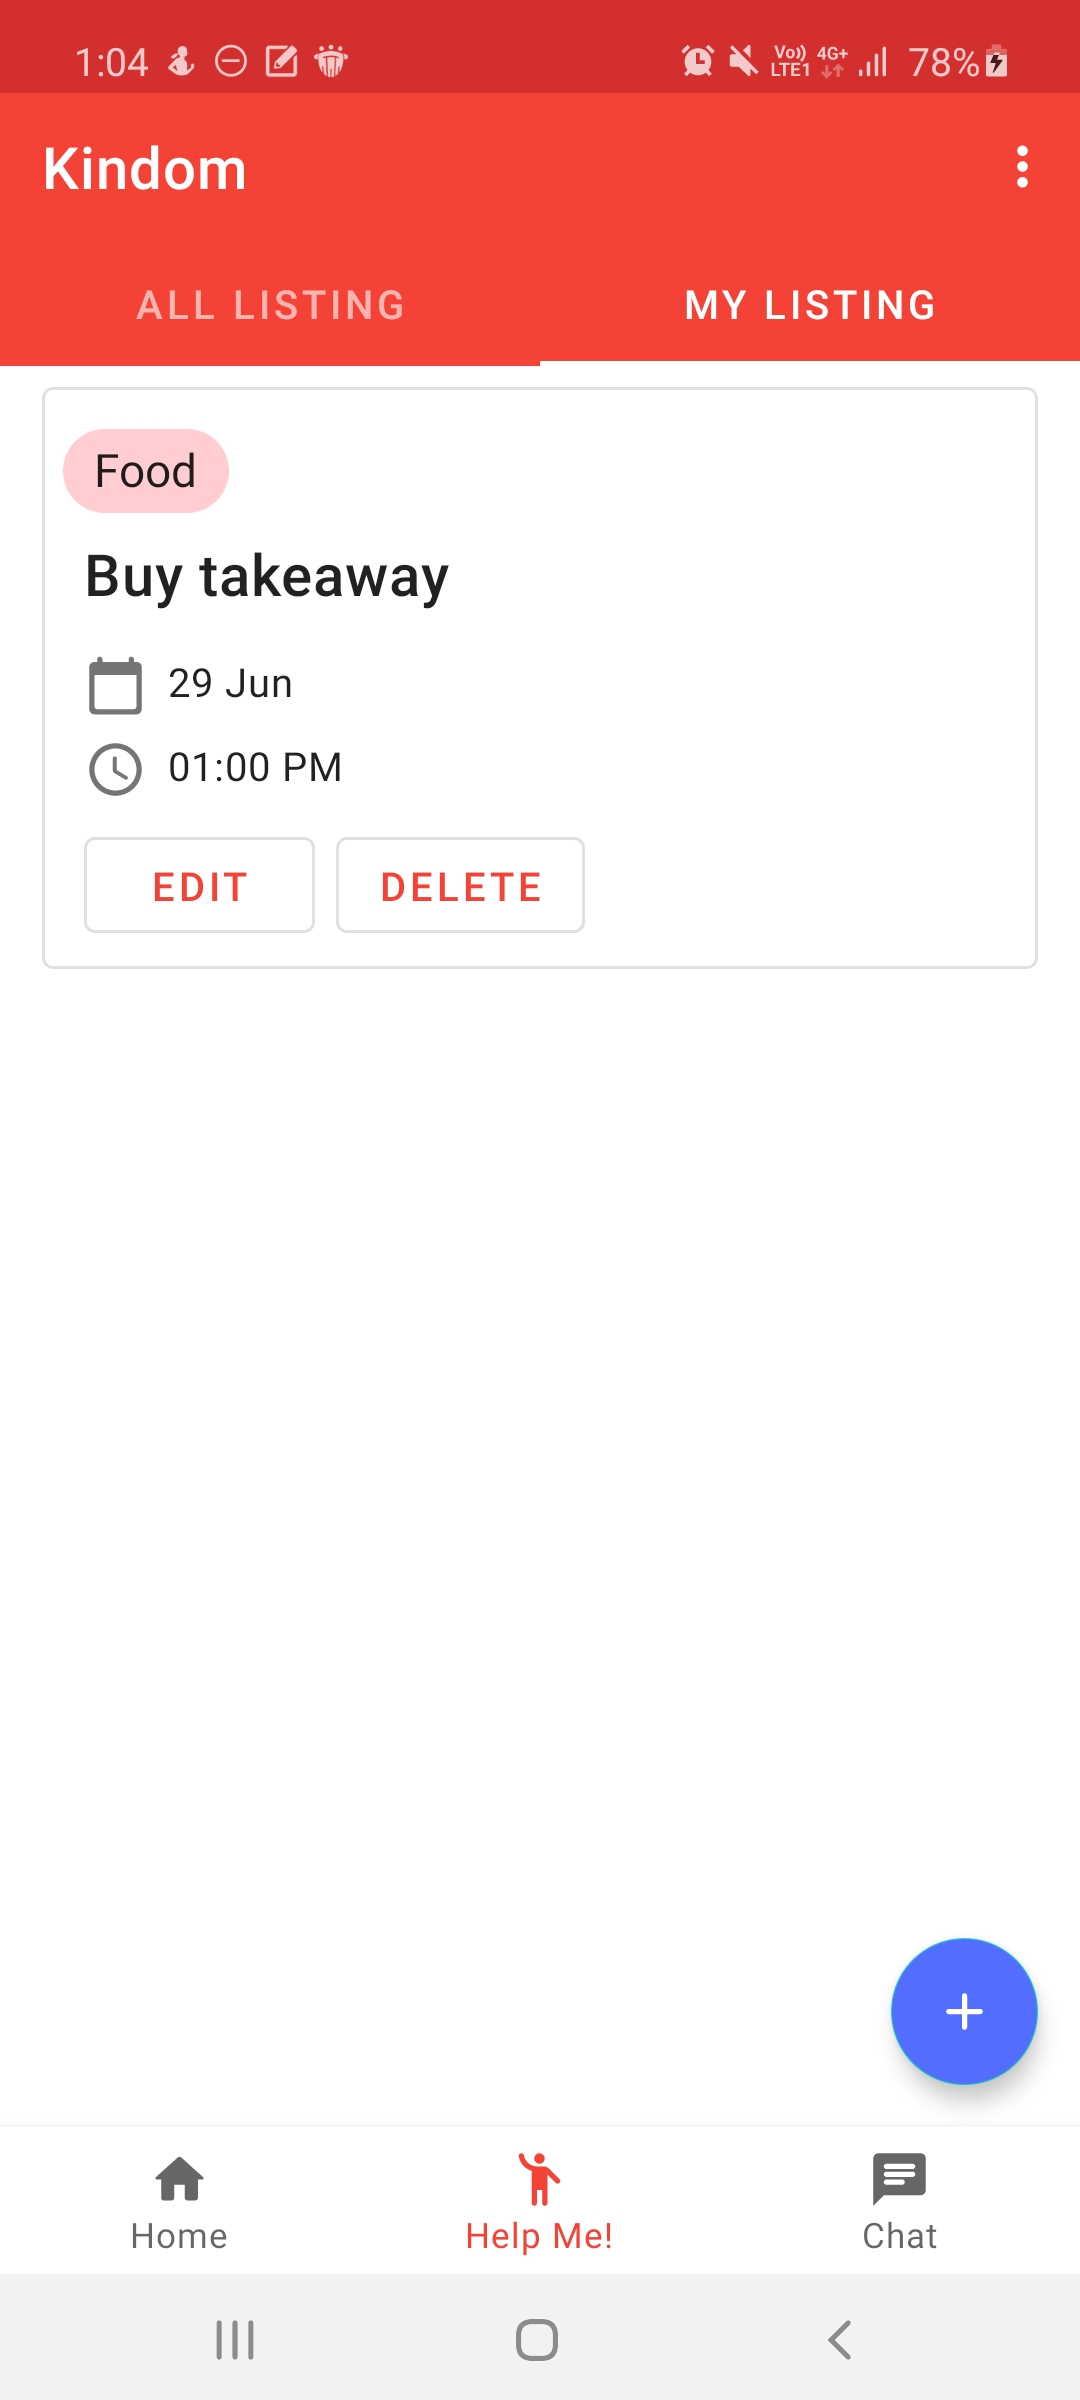 1:04 Vo)) LTE1 4G+ 78%
Kindom
ALL LISTING MY LISTING
Food
Buy takeaway
29 Jun
01:00 PM
EDIT DELETE
Home Help Me! Chat